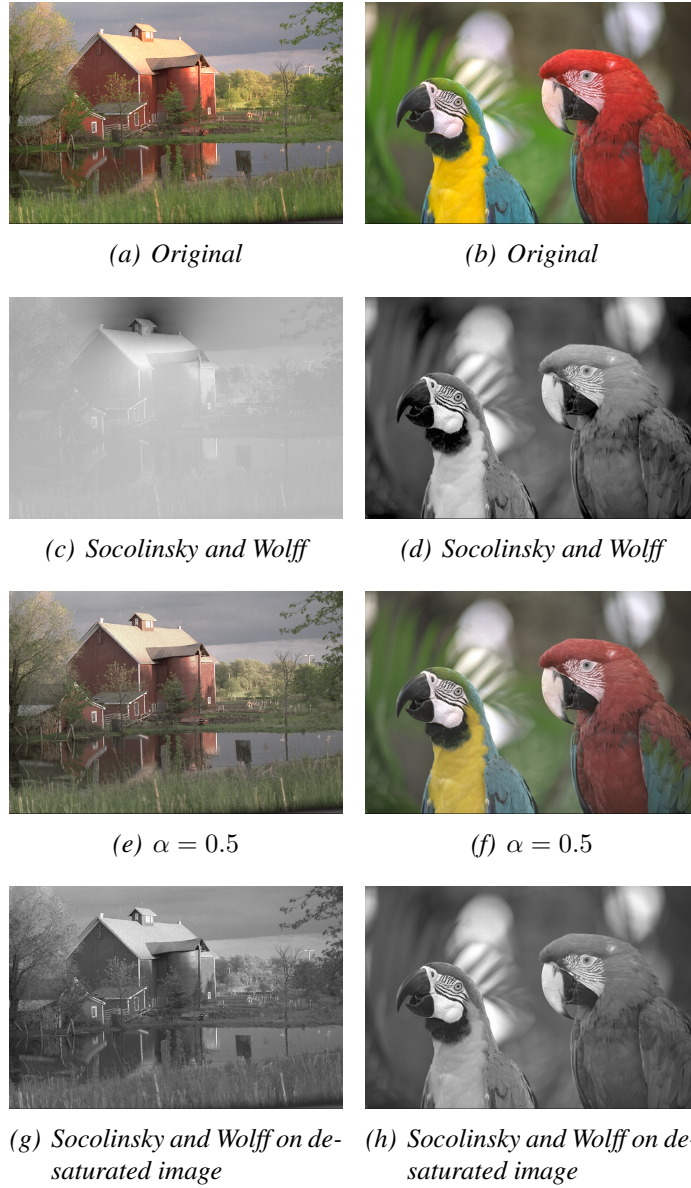 (a) Original
(b) Original
(c) Socolinsky and Wolff
(d) Socolinsky and Wolff
(e) α = 0.5
(f) α = 0.5
(g) Socolinsky and Wolff on de-
saturated image
(h) Socolinsky and Wolff on de-
saturated image